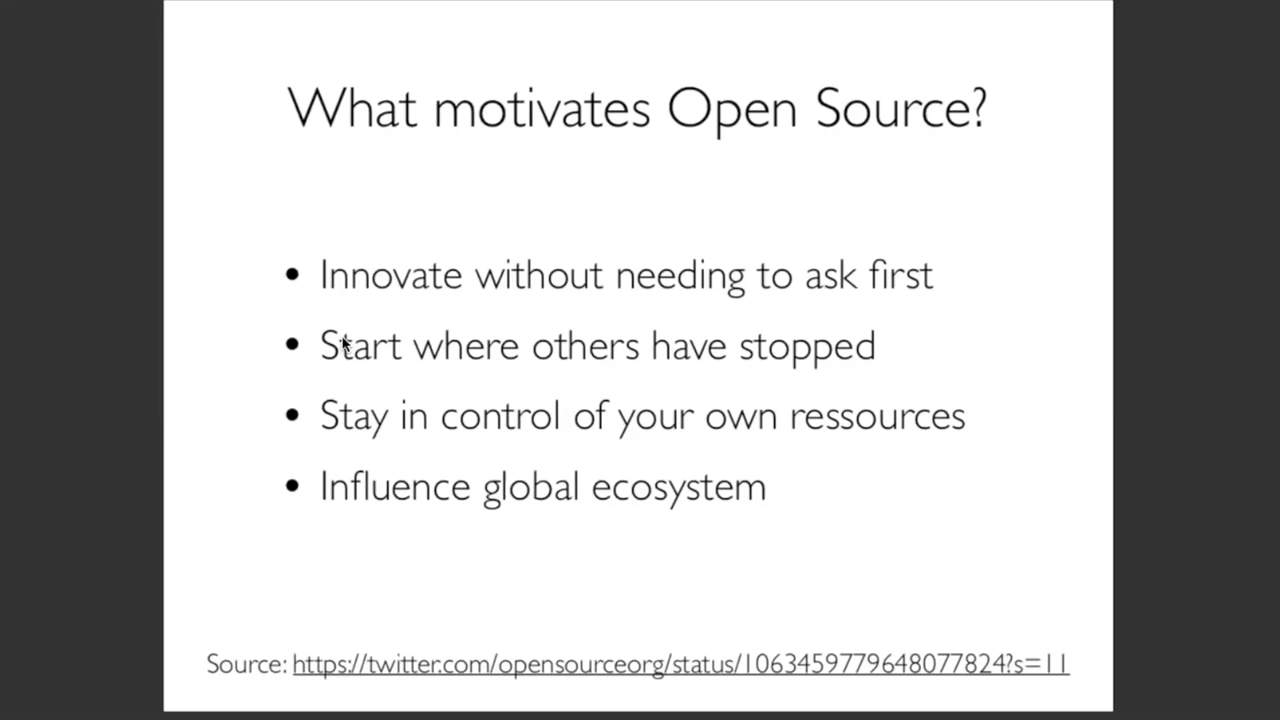 What motivates Open Source?
• Innovate without needing to ask first
• Start where others have stopped
• Stay in control of your own ressources
• Influence global ecosystem
Source: https://twitter.com/opensourceorg/status/1063459779648077824?s=11